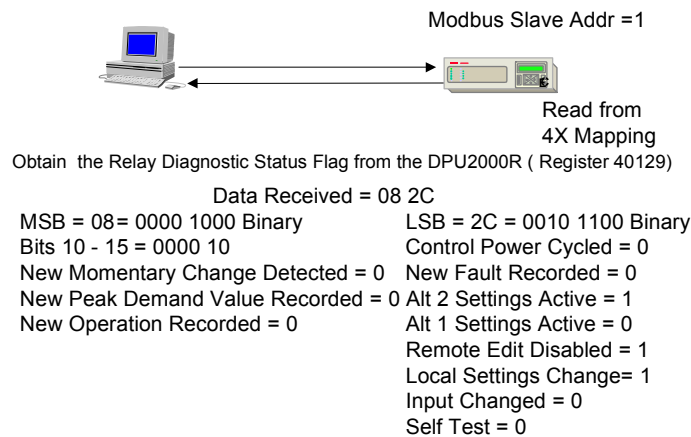 Modbus Slave Addr =1
Read from
4X Mapping
Obtain the Relay Diagnostic Status Flag from the DPU2000R ( Register 40129)
Data Received = 08 2C
MSB = 08= 0000 1000 Binary
Bits 10 - 15 = 0000 10
New Momentary Change Detected = 0
New Peak Demand Value Recorded = 0
New Operation Recorded = 0
LSB = 2C = 0010 1100 Binary
Control Power Cycled = 0
New Fault Recorded = 0
Alt 2 Settings Active = 1
Alt 1 Settings Active = 0
Remote Edit Disabled = 1
Local Settings Change= 1
Input Changed = 0
Self Test = 0